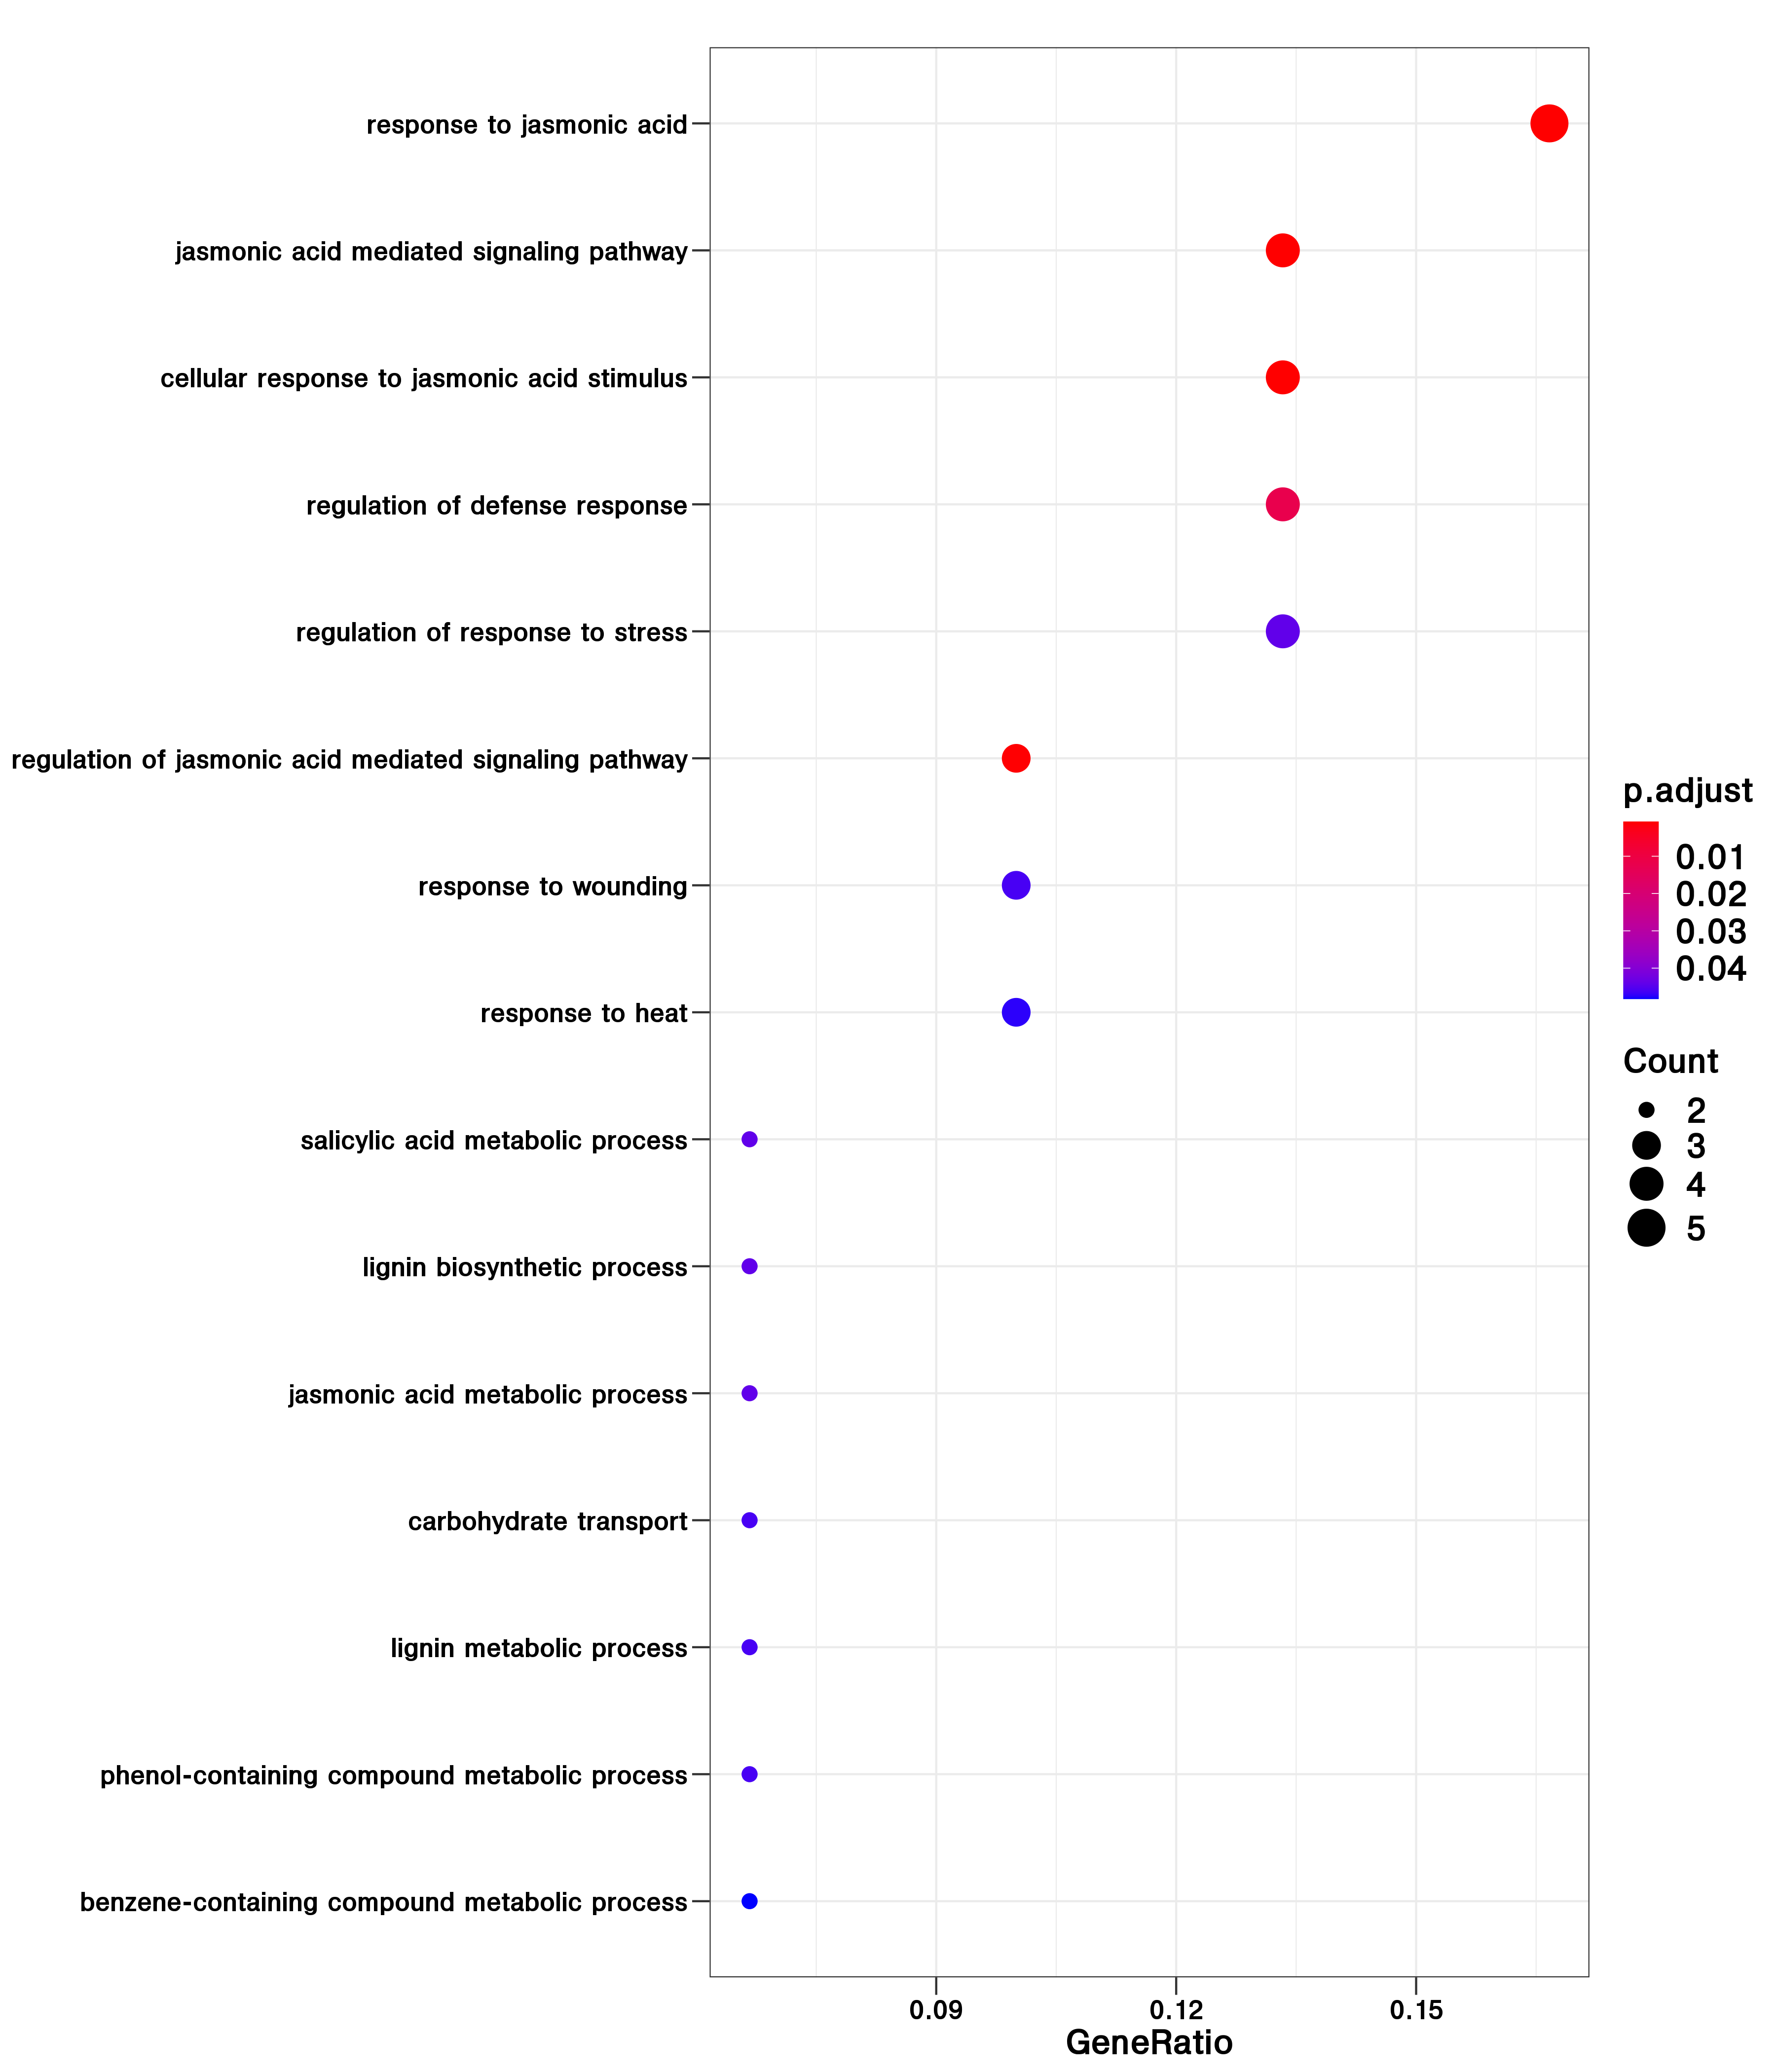 response to jasmonic acid
jasmonic acid mediated signaling pathway
cellular response to jasmonic acid stimulus
regulation of defense response
regulation of response to stress
regulation of jasmonic acid mediated signaling pathway
response to wounding
response to heat
salicylic acid metabolic process
lignin biosynthetic process
jasmonic acid metabolic process
carbohydrate transport
lignin metabolic process
phenol-containing compound metabolic process
benzene-containing compound metabolic process
0.09 0.12 0.15
GeneRatio
p.adjust
0.01
0.02
0.03
0.04
Count
2
3
4
5